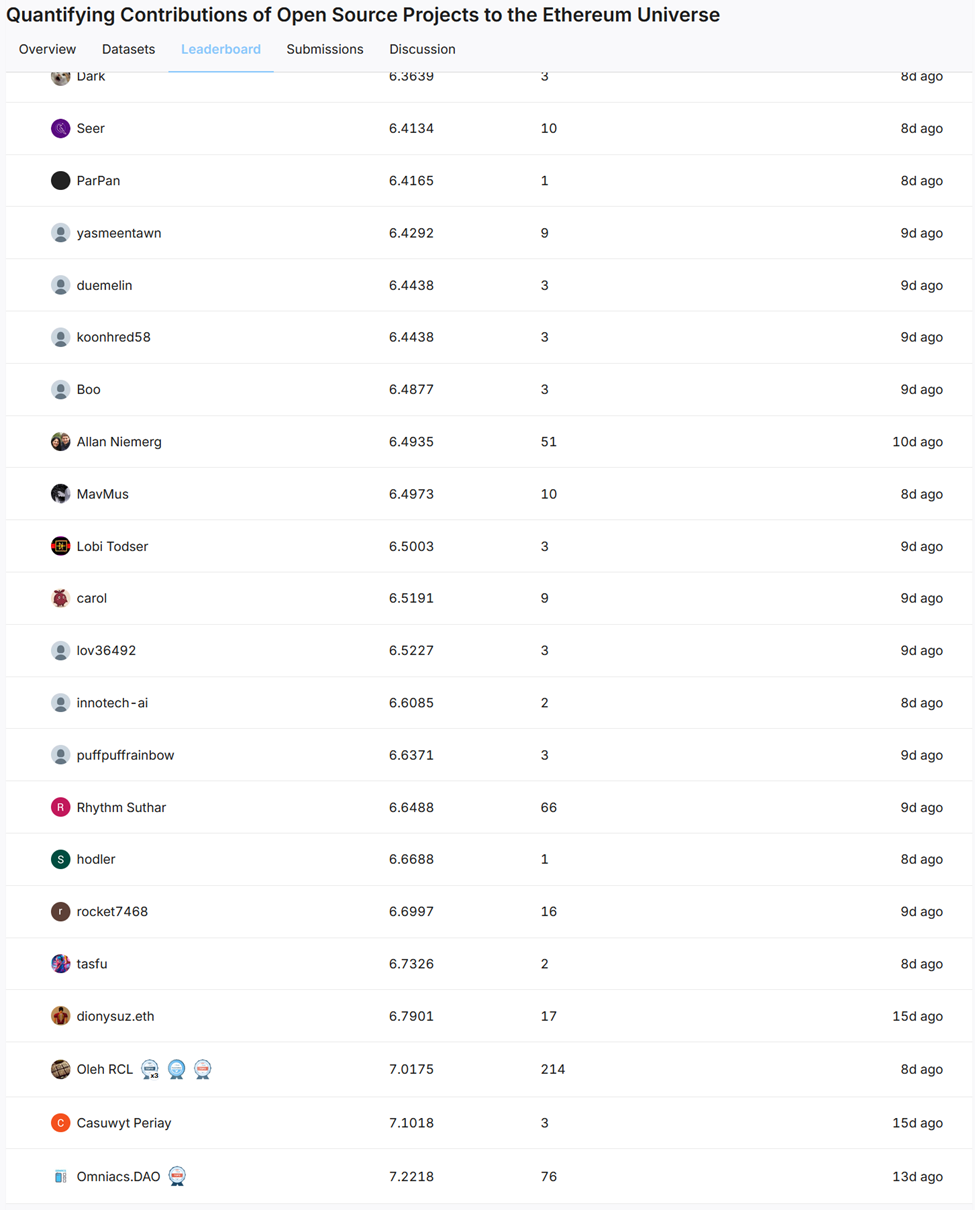 Quantifying Contributions of Open Source Projects to the Ethereum Universe
Overview Datasets Leaderboard Submissions Discussion
Dark 6.3639 3 8d ago
Seer 6.4134 10 8d ago
ParPan 6.4165 1 8d ago
yasmeentawn 6.4292 9 9d ago
duemelin 6.4438 3 9d ago
koonhred58 6.4438 3 9d ago
Boo 6.4877 3 9d ago
Allan Niemerg 6.4935 51 10d ago
MavMus 6.4973 10 8d ago
Lobi Todser 6.5003 3 9d ago
carol 6.5191 9 9d ago
lov36492 6.5227 3 9d ago
innotech-ai 6.6085 2 8d ago
puffpuffrainbow 6.6371 3 9d ago
R Rhythm Suthar 6.6488 66 9d ago
S hodler 6.6688 1 8d ago
r rocket7468 6.6997 16 9d ago
tasfu 6.7326 2 8d ago
dionysuz.eth 6.7901 17 15d ago
Oleh RCL x3 7.0175 214 8d ago
C Casuwyt Periay 7.1018 3 15d ago
Omniacs.DAO 7.2218 76 13d ago